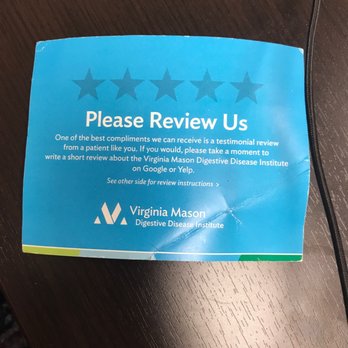 Please Review Us
One of the best compliments we can receive is a testimonial review
from a patient like you. If you would, please take a moment to
write a short review about the Virginia Mason Digestive Disease Institute
on Google or Yelp.
See other side for review instructions >
Virginia Mason
Digestive Disease Institute